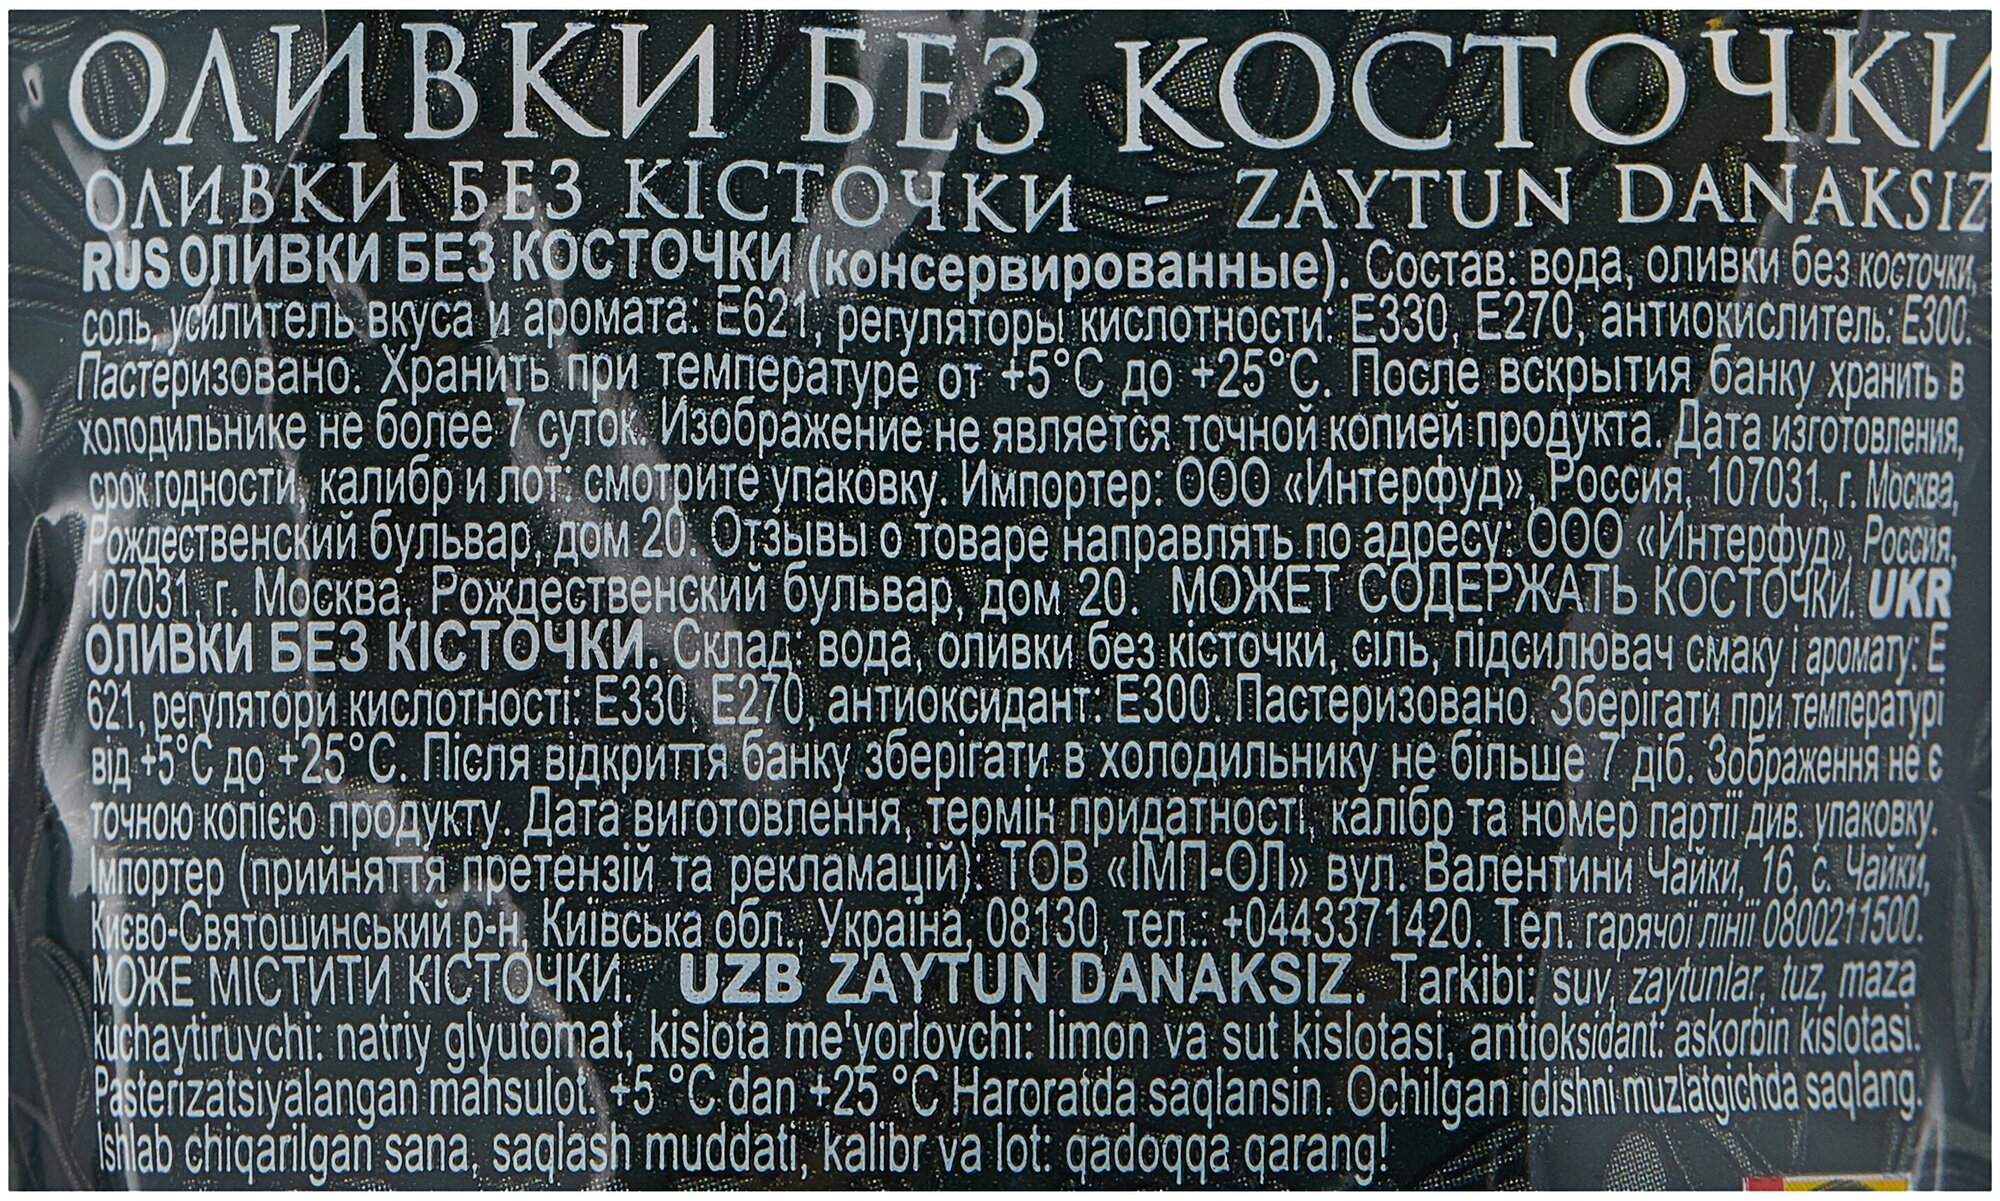 ОЛИВКИ БЕЗ КОСТОЧКИ
ОЛИВКИ БЕЗ КІСТОЧКИ - ZAYTUN DANAKSIZ
RUS ОЛИВКИ БЕЗ КОСТОЧКИ (консервированные). Состав: вода, оливки без косточки,
соль, усилитель вкуса и аромата: Е621, регуляторы кислотности: Е330, Е270, антиокислитель: Е300.
Пастеризовано. Хранить при температуре от +5°С до +25°С. После вскрытия банку хранить в
холодильнике не более 7 суток. Изображение не является точной копией продукта. Дата изготовления,
срок годности, калибр и лот: смотрите упаковку. Импортер: ООО «Интерфуд», Россия, 107031, г. Москва,
Рождественский бульвар, дом 20. Отзывы о товаре направлять по адресу: ООО «Интерфуд», Россия,
107031, г. Москва, Рождественский бульвар, дом 20. МОЖЕТ СОДЕРЖАТЬ КОСТОЧКИ. UKR
ОЛИВКИ БЕЗ КІСТОЧКИ. Склад: вода, оливки без кісточки, сіль, підсилювач смаку і аромату: Е
621, регулятори кислотності: Е330, Е270, антиоксидант: Е300. Пастеризовано. Зберігати при температурі
від +5°С до +25°С. Після відкриття банку зберігати в холодильнику не більше 7 діб. Зображення не є
точною копією продукту. Дата виготовлення, термін придатності, калібр та номер партії див. упаковку.
Імпортер (прийняття претензій та рекламацій): ТОВ «ІМП-ОЛ» вул. Валентини Чайки, 16, с. Чайки,
Києво-Святошинський р-н, Київська обл., Україна, 08130, тел.: +0443371420. Тел. гарячої лінії 0800211500.
МОЖЕ МІСТИТИ КІСТОЧКИ. UZB ZAYTUN DANAKSIZ. Tarkibi: suv, zaytunlar, tuz, maza
kuchaytiruvchi: natriy glyutomat, kislota me'yorlovchi: limon va sut kislotasi, antioksidant: askorbin kislotasi.
Pasterizatsiyalangan mahsulot. +5 °C dan +25 °C Haroratda saqlansin. Ochilgan idishni muzlatgichda saqlang.
Ishlab chiqarilgan sana, saqlash muddati, kalibr va lot: qadoqqa qarang!